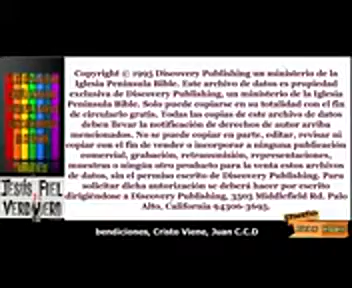 Copyright © 1995 Discovery Publishing un ministerio de la
Iglesia Peninsula Bible. Este archivo de datos es propiedad
exclusiva de Discovery Publishing, un ministerio de la Iglesia
Peninsula Bible. Solo puede copiarse en su totalidad con el fin
de circularlo gratis. Todas las copias de este archivo de datos
deben llevar la notificación de derechos de autor arriba
mencionados. No se puede copiar en parte, editar, revisar ni
copiar con el fin de vender o incorporar a ninguna publicación
comercial, grabación, retransmisión, representaciones,
muestras o ningún otro producto para la venta estos archivos
de datos, sin el permiso escrito de Discovery Publishing. Para
solicitar dicha autorización se deberá hacer por escrito
dirigiéndose a Discovery Publishing, 3505 Middlefield Rd. Palo
Alto, California 94306-3695.
JESÚS FIEL
VERDADERO
bendiciones, Cristo Viene, Juan C.C.D